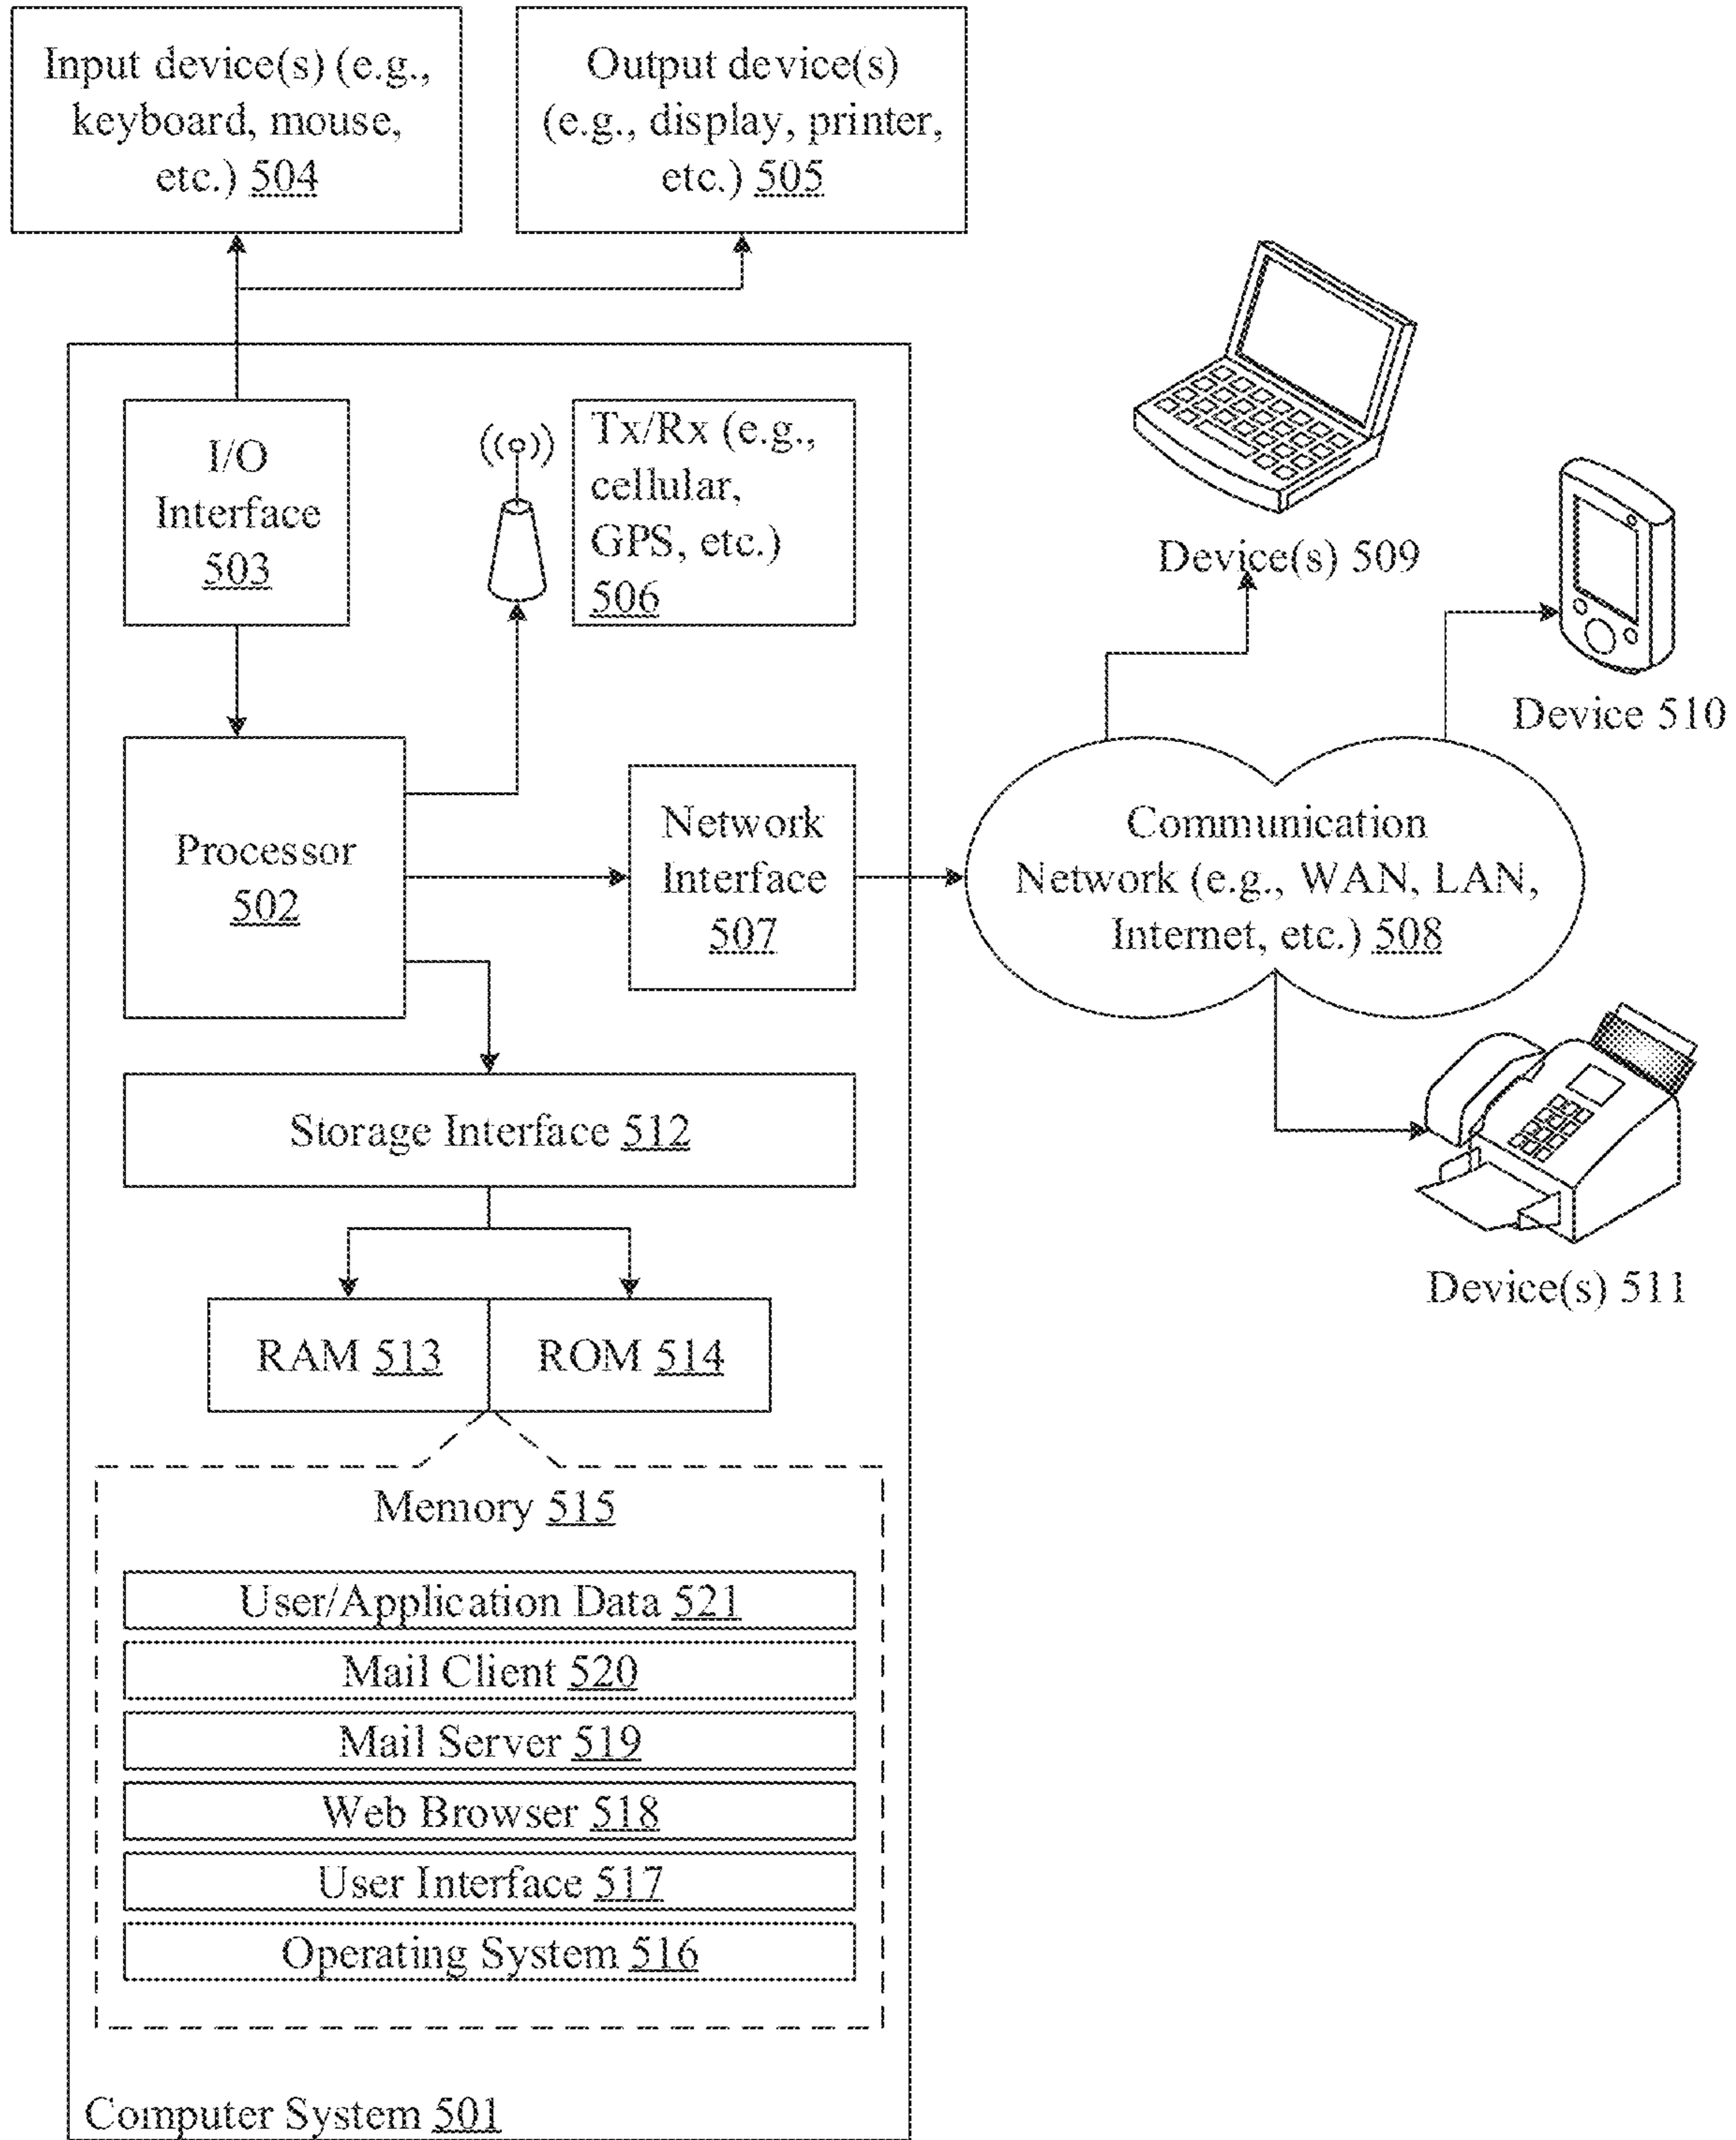 Input device(s) (e.g.,
keyboard, mouse,
etc.) 504
Output device(s)
(e.g., display, printer,
etc.) 505
I/O
Interface
503
Tx/Rx (e.g.,
cellular,
GPS, etc.)
506
Device(s) 509
Device 510
Processor
502
Network
Interface
507
Communication
Network (e.g., WAN, LAN,
Internet, etc.) 508
Storage Interface 512
Device(s) 511
RAM 513
ROM 514
Memory 515
User/Application Data 521
Mail Client 520
Mail Server 519
Web Browser 518
User Interface 517
Operating System 516
Computer System 501